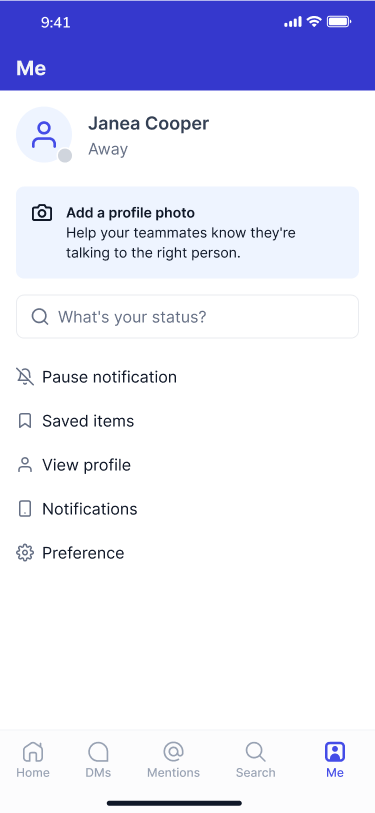 9:41
Me
Janea Cooper
Away
Add a profile photo
Help your teammates know they're
talking to the right person.
What's your status?
Pause notification
Saved items
View profile
Notifications
Preference
Home
DMs
Mentions
Search
Me